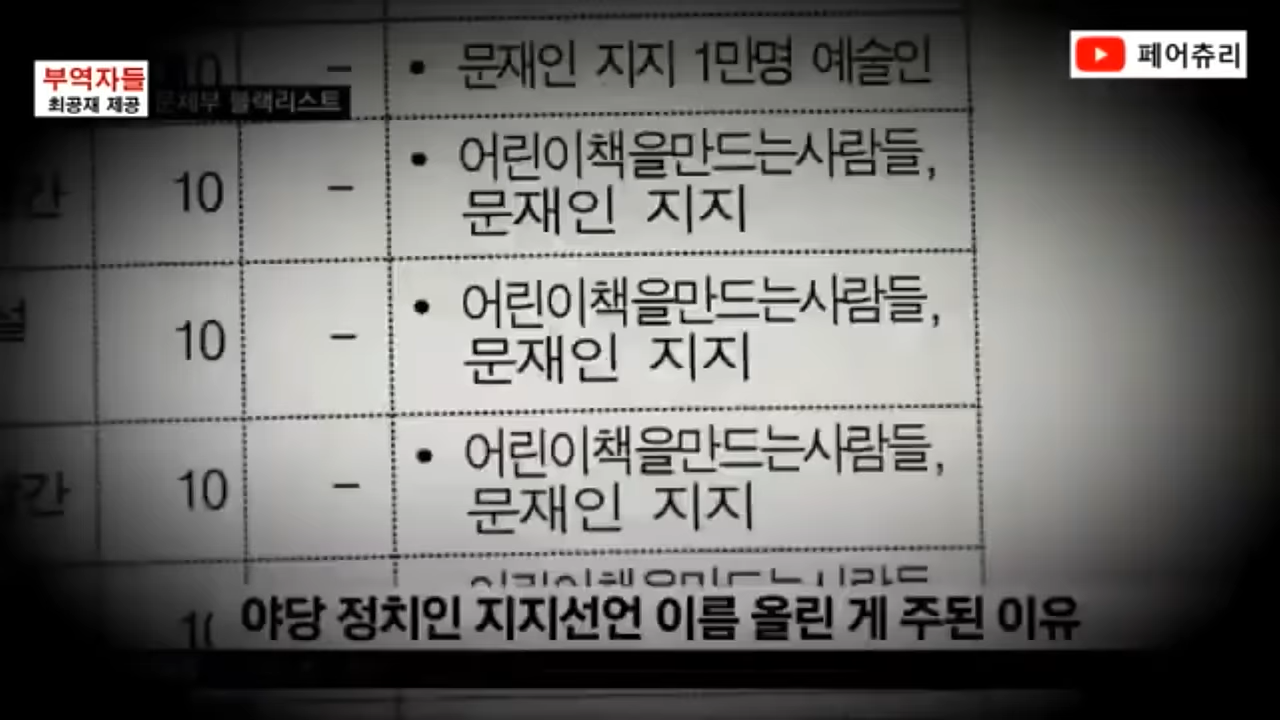 부역자들
최공재 제공
페어츄리
블랙리스트
10 – • 문재인 지지 1만명 예술인
간 10 – • 어린이책을만드는사람들,
문재인 지지
10 – • 어린이책을만드는사람들,
문재인 지지
간 10 – • 어린이책을만드는사람들,
문재인 지지
야당 정치인 지지선언 이름 올린 게 주된 이유